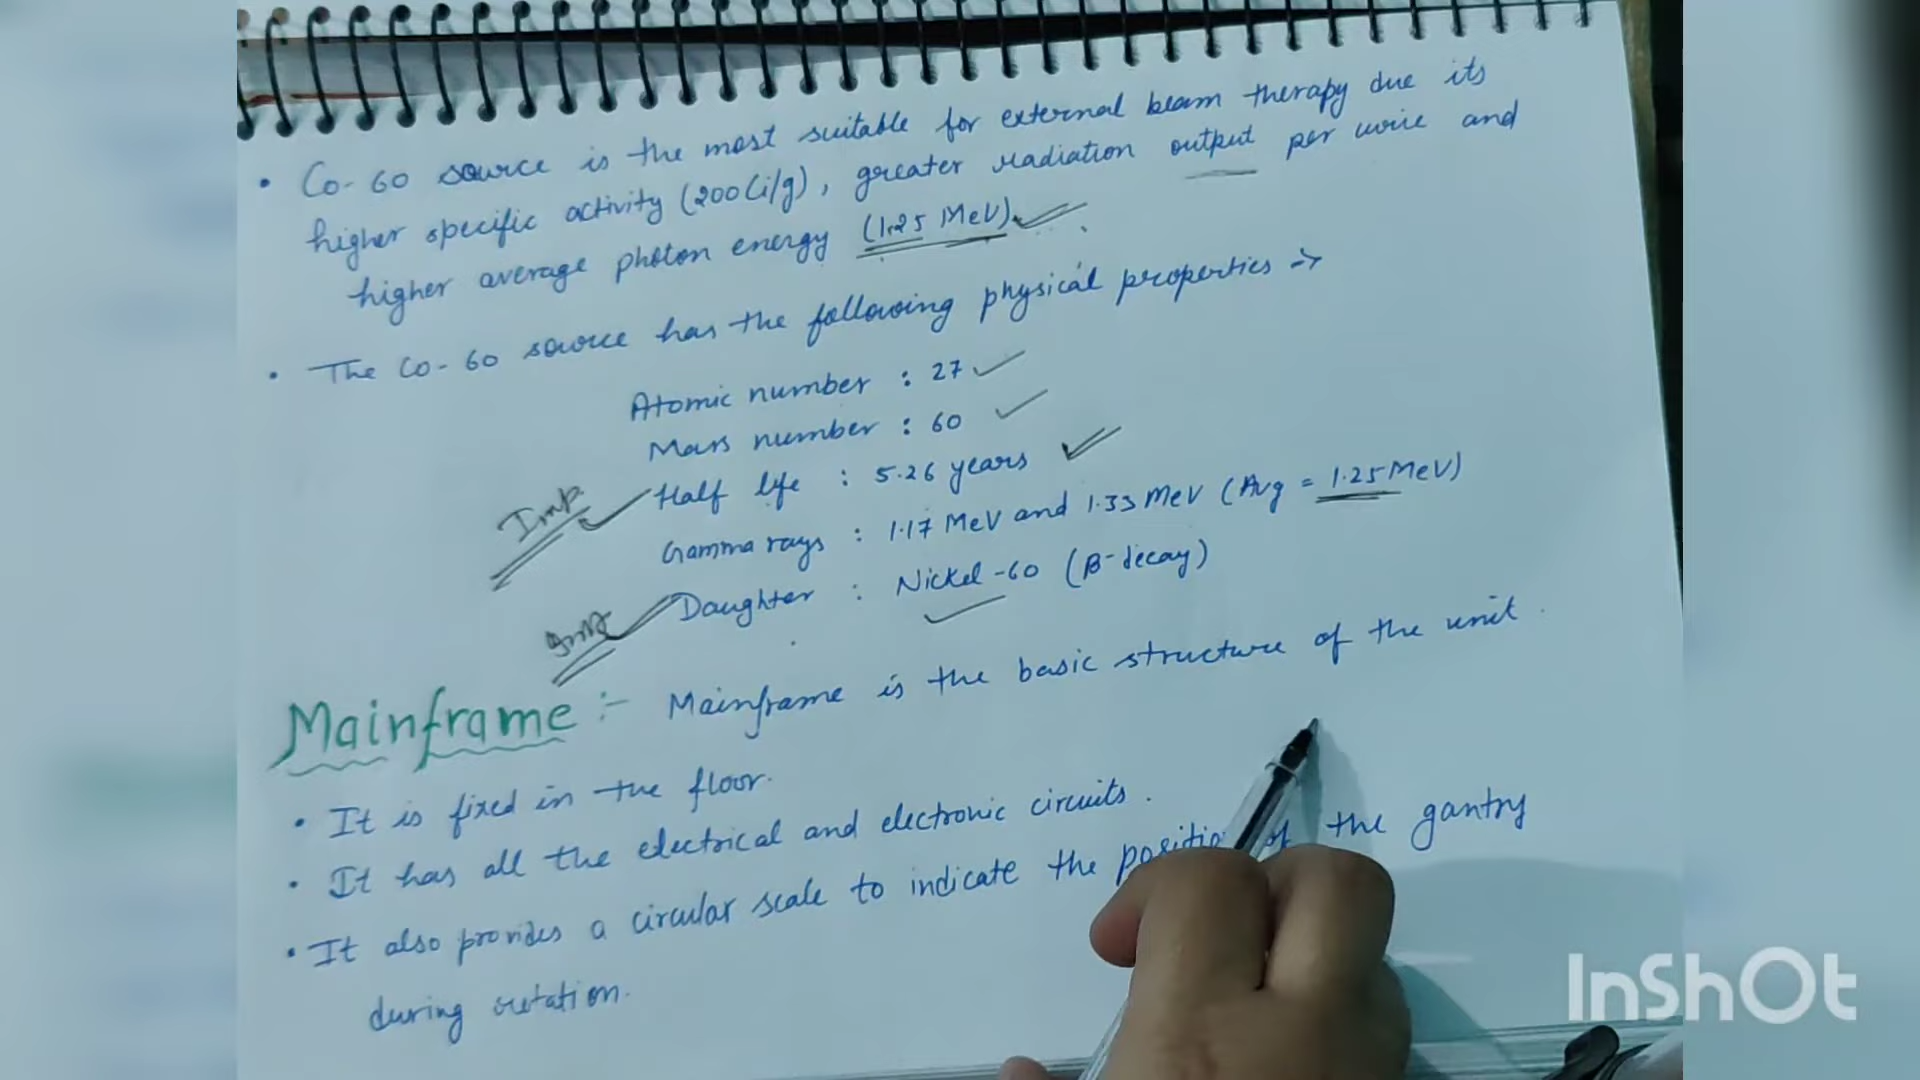 • Co-60 source is the most suitable for external beam therapy due its
higher specific activity (200Ci/g), greater radiation output per curie and
higher average photon energy (1.25 MeV).
• The Co-60 source has the following physical properties :→
Atomic number : 27
Mass number : 60
Imp Half life : 5.26 years
Gamma rays : 1.17 MeV and 1.33 MeV (Avg = 1.25 MeV)
Daughter : Nickel-60 (β-decay)
Mainframe :- Mainframe is the basic structure of the unit.
• It is fixed in the floor.
• It has all the electrical and electronic circuits.
• It also provides a circular scale to indicate the position of the gantry
during rotation.
InShOt